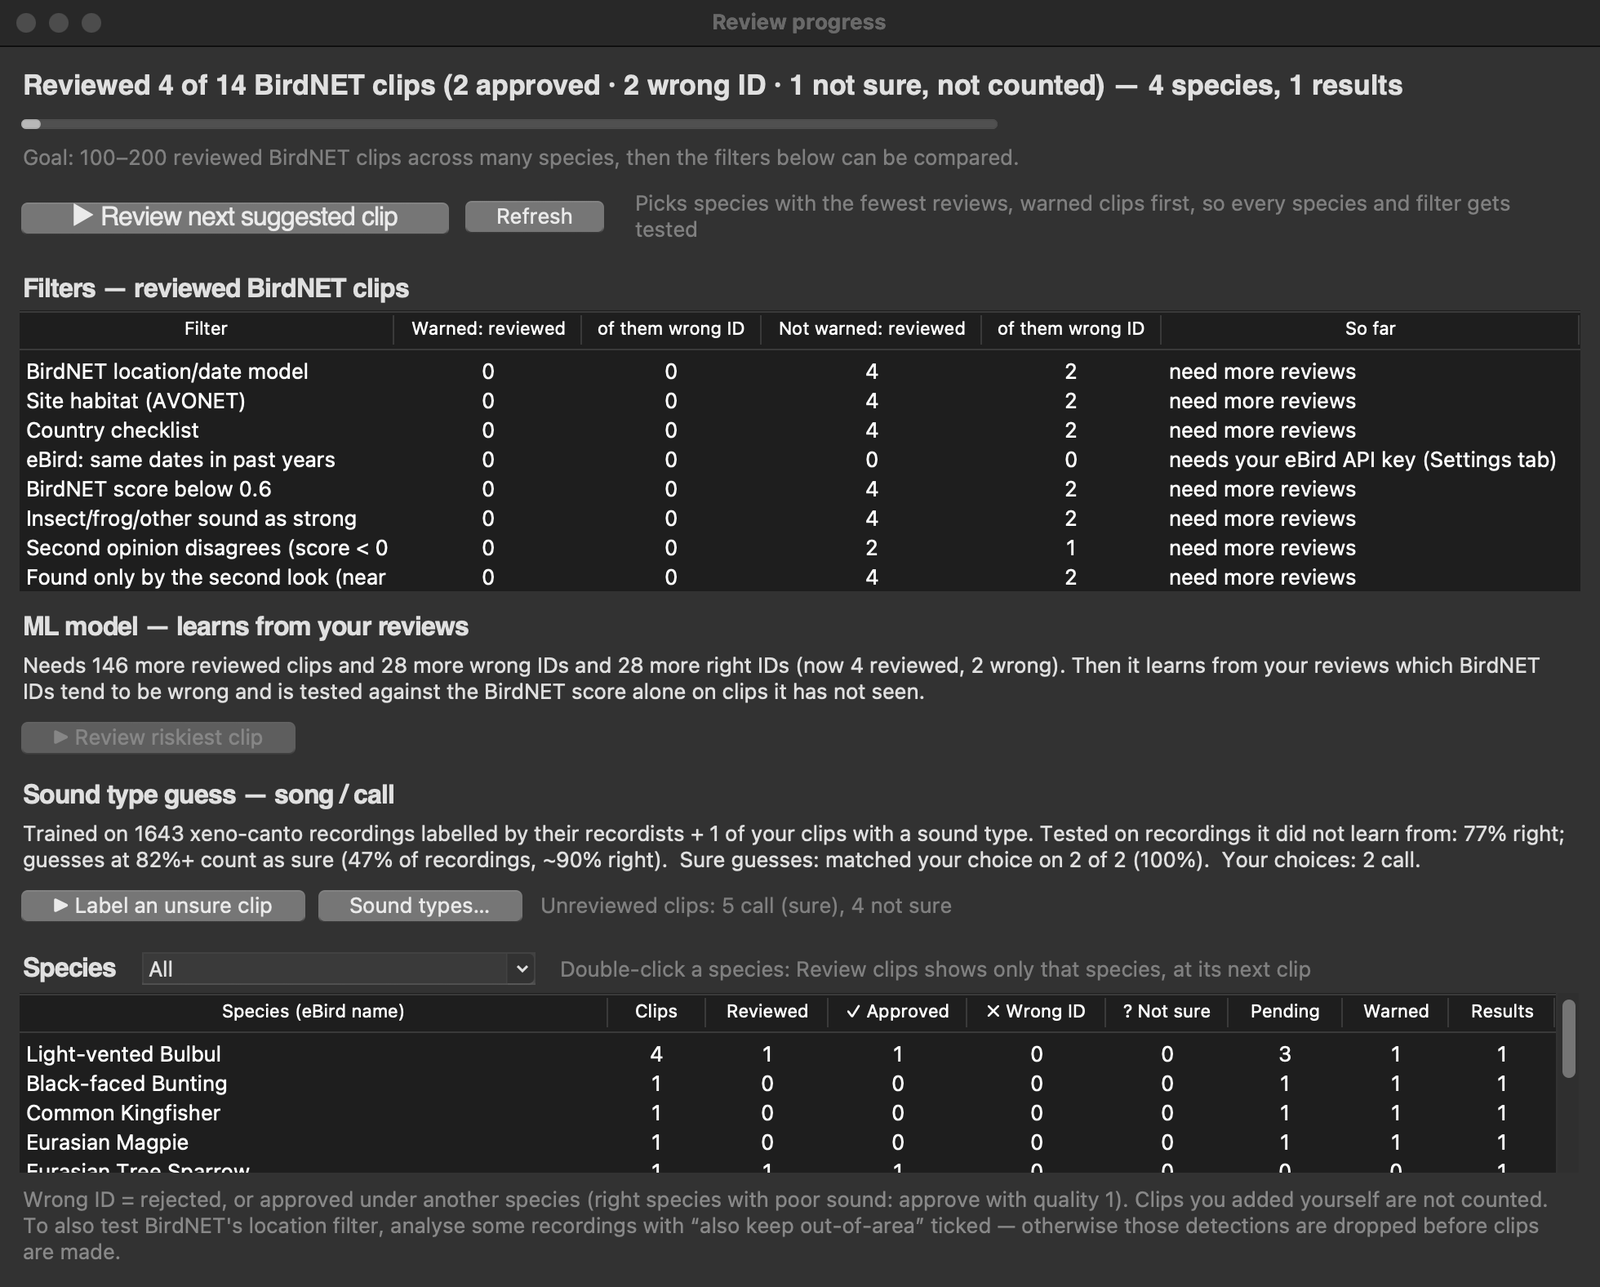 Review progress
Reviewed 4 of 14 BirdNET clips (2 approved · 2 wrong ID · 1 not sure, not counted) — 4 species, 1 results
Goal: 100–200 reviewed BirdNET clips across many species, then the filters below can be compared.
▶ Review next suggested clip
Refresh
Picks species with the fewest reviews, warned clips first, so every species and filter gets
tested
Filters — reviewed BirdNET clips
Filter Warned: reviewed of them wrong ID Not warned: reviewed of them wrong ID So far
BirdNET location/date model 0 0 4 2 need more reviews
Site habitat (AVONET) 0 0 4 2 need more reviews
Country checklist 0 0 4 2 need more reviews
eBird: same dates in past years 0 0 0 0 needs your eBird API key (Settings tab)
BirdNET score below 0.6 0 0 4 2 need more reviews
Insect/frog/other sound as strong 0 0 4 2 need more reviews
Second opinion disagrees (score < 0 0 0 2 1 need more reviews
Found only by the second look (near 0 0 4 2 need more reviews
ML model — learns from your reviews
Needs 146 more reviewed clips and 28 more wrong IDs and 28 more right IDs (now 4 reviewed, 2 wrong). Then it learns from your reviews which BirdNET
IDs tend to be wrong and is tested against the BirdNET score alone on clips it has not seen.
▶ Review riskiest clip
Sound type guess — song / call
Trained on 1643 xeno-canto recordings labelled by their recordists + 1 of your clips with a sound type. Tested on recordings it did not learn from: 77% right;
guesses at 82%+ count as sure (47% of recordings, ~90% right).  Sure guesses: matched your choice on 2 of 2 (100%).  Your choices: 2 call.
▶ Label an unsure clip
Sound types...
Unreviewed clips: 5 call (sure), 4 not sure
Species All Double-click a species: Review clips shows only that species, at its next clip
Species (eBird name) Clips Reviewed ✓ Approved ✕ Wrong ID ? Not sure Pending Warned Results
Light-vented Bulbul 4 1 1 0 0 3 1 1
Black-faced Bunting 1 0 0 0 0 1 1 1
Common Kingfisher 1 0 0 0 0 1 1 1
Eurasian Magpie 1 0 0 0 0 1 1 1
Eurasian Tree Sparrow 1 1 1 0 0 0 0 1
Wrong ID = rejected, or approved under another species (right species with poor sound: approve with quality 1). Clips you added yourself are not counted.
To also test BirdNET's location filter, analyse some recordings with “also keep out-of-area” ticked — otherwise those detections are dropped before clips
are made.